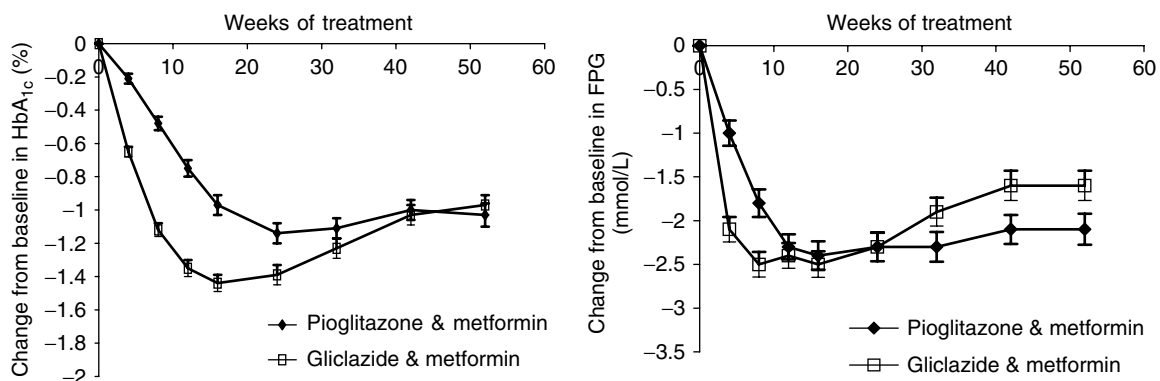 Weeks of treatment
0 10 20 30 40 50 60
0
–0.2
–0.4
–0.6
–0.8
–1
–1.2
–1.4
–1.6
–1.8
–2
Change from baseline in HbA1c (%)
Pioglitazone & metformin
Gliclazide & metformin
Weeks of treatment
0 10 20 30 40 50 60
0
–0.5
–1
–1.5
–2
–2.5
–3
–3.5
Change from baseline in FPG
(mmol/L)
Pioglitazone & metformin
Gliclazide & metformin